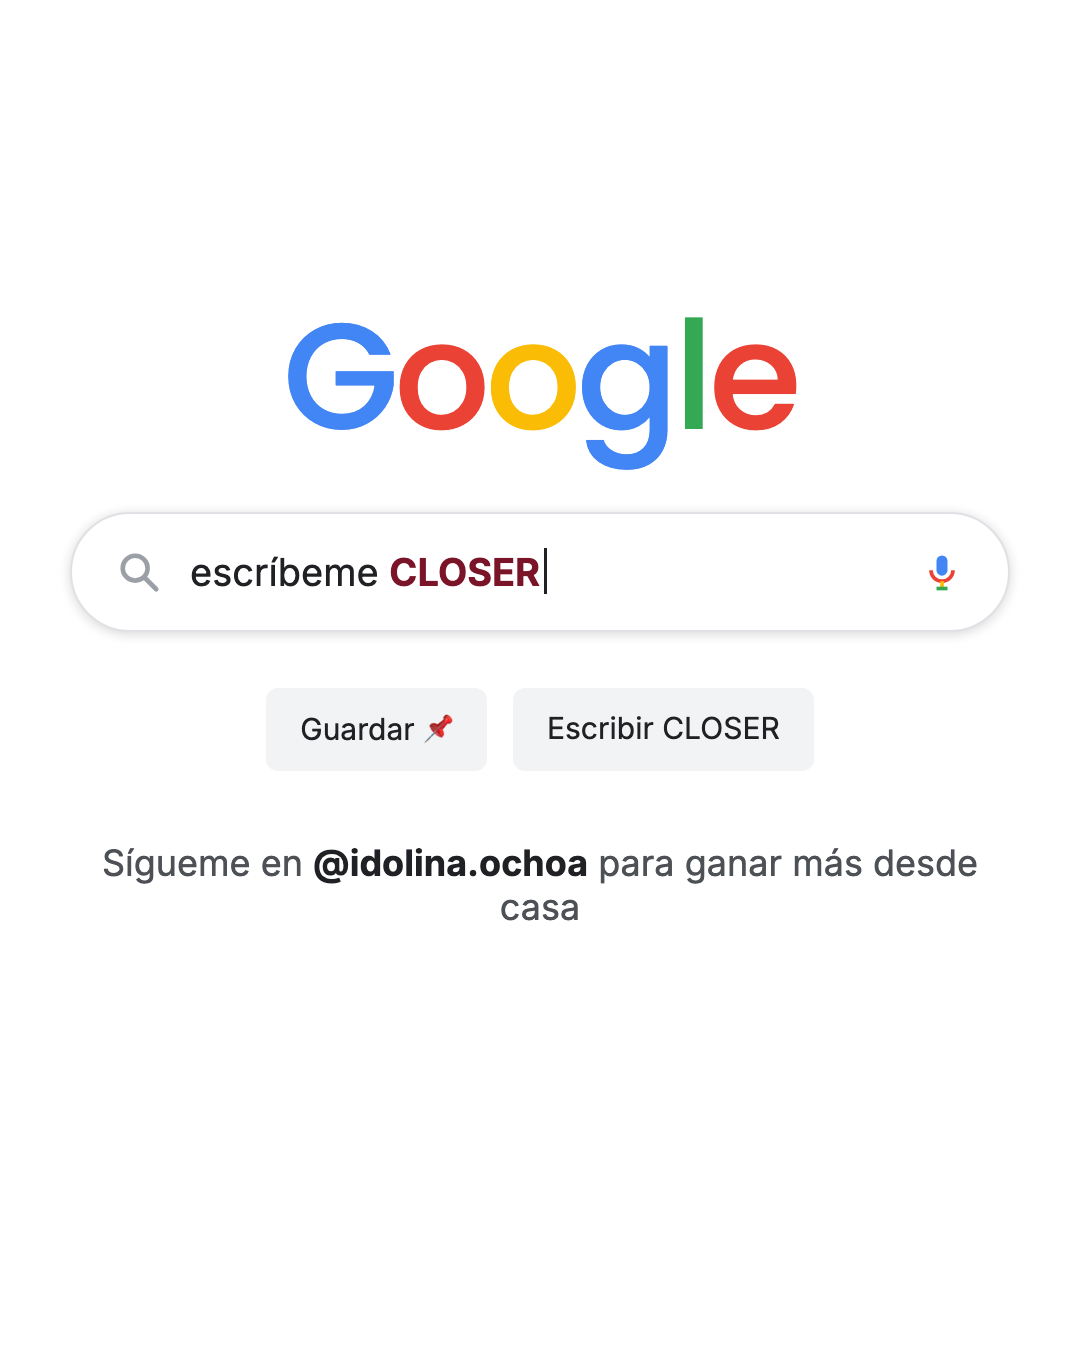 Google
escríbeme CLOSER
Guardar 📌
Escribir CLOSER
Sígueme en @idolina.ochoa para ganar más desde
casa